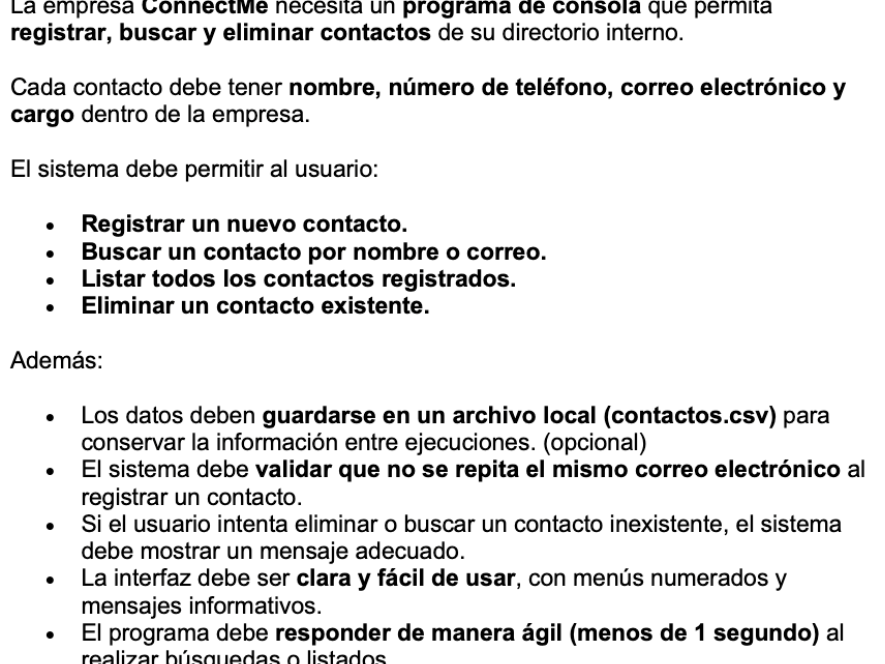 La empresa ConnectMe necesita un programa de consola que permita
registrar, buscar y eliminar contactos de su directorio interno.
Cada contacto debe tener nombre, número de teléfono, correo electrónico y
cargo dentro de la empresa.
El sistema debe permitir al usuario:
• Registrar un nuevo contacto.
• Buscar un contacto por nombre o correo.
• Listar todos los contactos registrados.
• Eliminar un contacto existente.
Además:
• Los datos deben guardarse en un archivo local (contactos.csv) para
conservar la información entre ejecuciones. (opcional)
• El sistema debe validar que no se repita el mismo correo electrónico al
registrar un contacto.
• Si el usuario intenta eliminar o buscar un contacto inexistente, el sistema
debe mostrar un mensaje adecuado.
• La interfaz debe ser clara y fácil de usar, con menús numerados y
mensajes informativos.
• El programa debe responder de manera ágil (menos de 1 segundo) al
realizar búsquedas o listados.